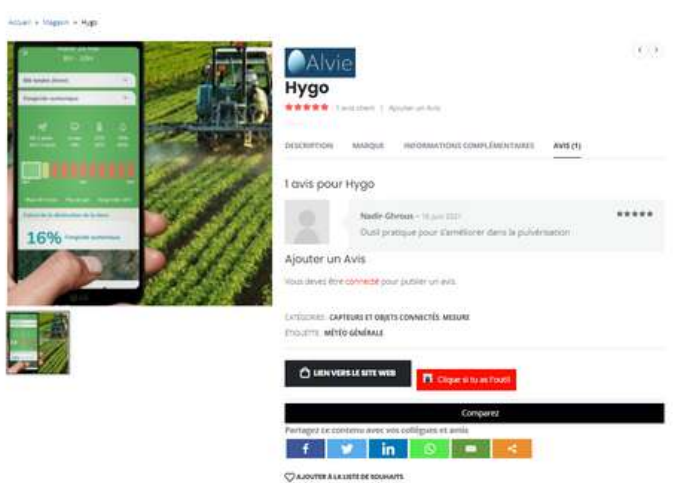 Accueil » Magasin » Hygo
Alvie
Hygo
1 avis client | Ajouter un Avis
DESCRIPTION MARQUE INFORMATIONS COMPLÉMENTAIRES AVIS (1)
1 avis pour Hygo
Nadir Ghrous – 16 juin 2021
Outil pratique pour s'améliorer dans la pulvérisation
Ajouter un Avis
Vous devez être connecté pour publier un avis.
CATÉGORIES: CAPTEURS ET OBJETS CONNECTÉS, MESURE
ÉTIQUETTE: MÉTÉO GÉNÉRALE
LIEN VERS LE SITE WEB
Clique si tu as l'outil
Comparez
Partagez ce contenu avec vos collègues et amis
AJOUTER À LA LISTE DE SOUHAITS
Fongicide systémique
16%